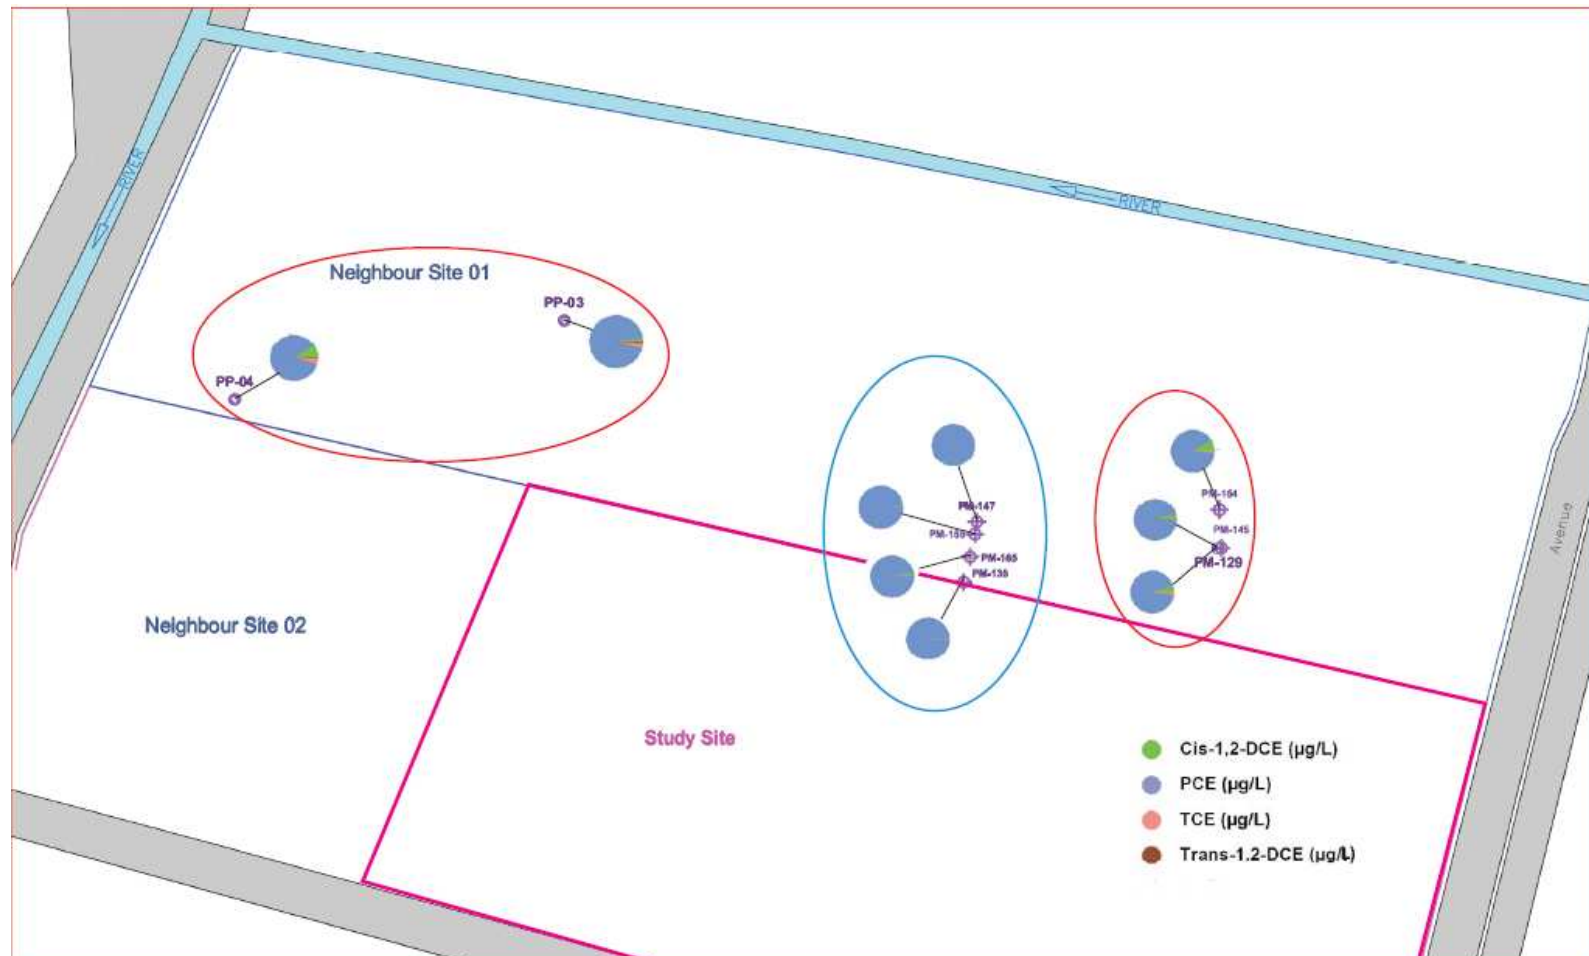 RIVER
RIVER
Neighbour Site 01
PP-03
PP-04
PM-147
PM-165
PM-135
PM-164
PM-145
PM-129
Avenue
Neighbour Site 02
Study Site
Cis-1,2-DCE (µg/L)
PCE (µg/L)
TCE (µg/L)
Trans-1,2-DCE (µg/L)